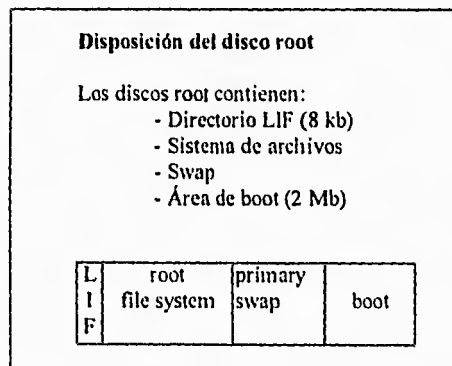 Disposición del disco root
Los discos root contienen:
- Directorio LIF (8 kb)
- Sistema de archivos
- Swap
- Área de boot (2 Mb)
L
I
F
root
file system
primary
swap
boot